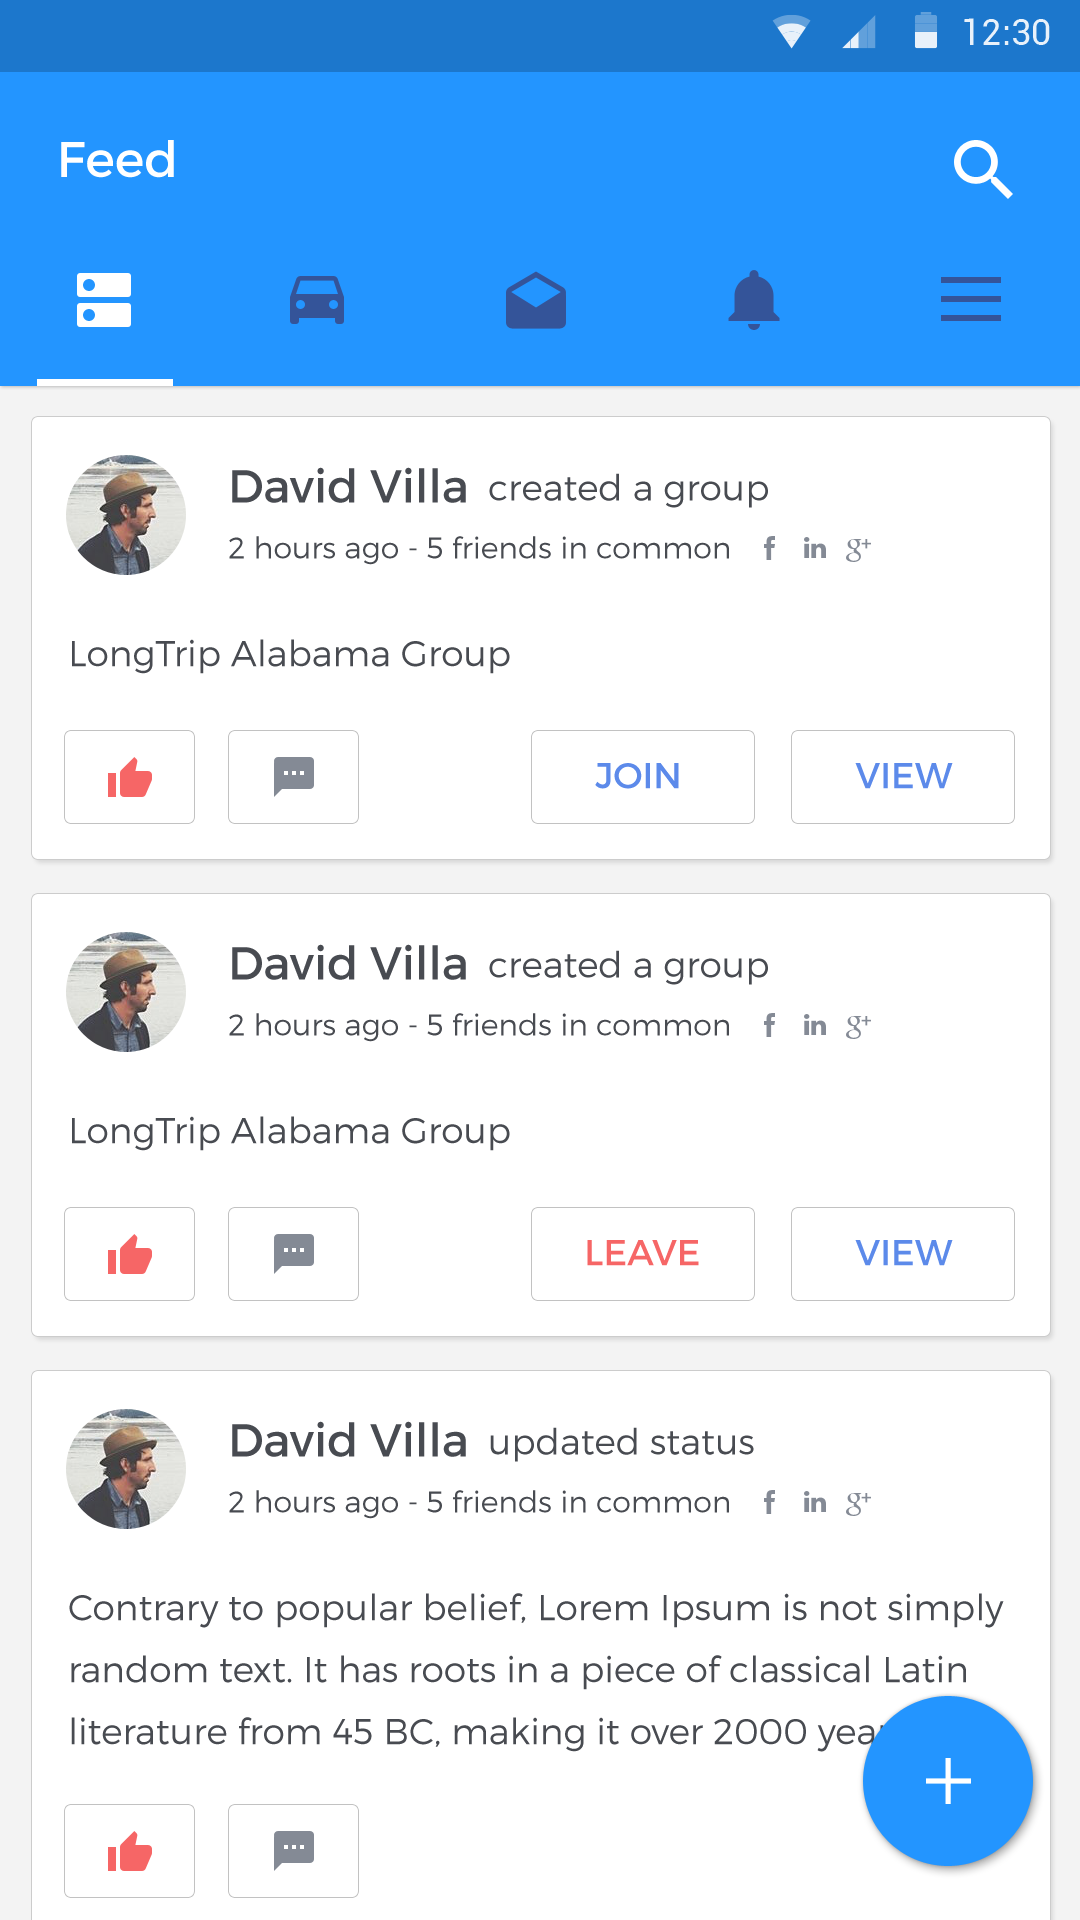 12:30
Feed
David Villa created a group
2 hours ago - 5 friends in common f in g+
LongTrip Alabama Group
JOIN VIEW
David Villa created a group
2 hours ago - 5 friends in common f in g+
LongTrip Alabama Group
LEAVE VIEW
David Villa updated status
2 hours ago - 5 friends in common f in g+
Contrary to popular belief, Lorem Ipsum is not simply
random text. It has roots in a piece of classical Latin
literature from 45 BC, making it over 2000